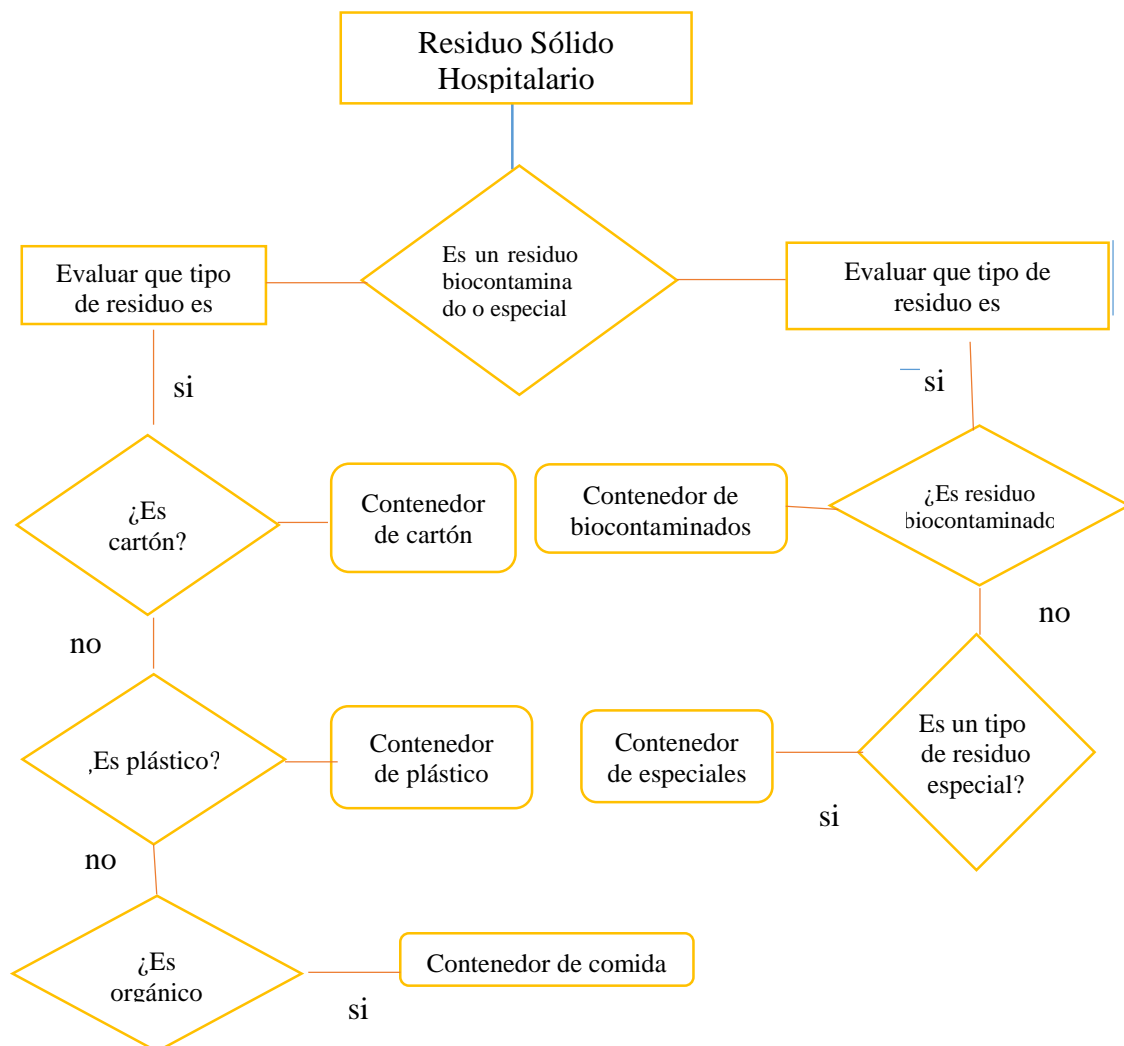 Residuo Sólido
Hospitalario
Es un residuo
biocontamina
do o especial
Evaluar que tipo
de residuo es
Evaluar que tipo de
residuo es
si
si
¿Es
cartón?
Contenedor
de cartón
Contenedor de
biocontaminados
¿Es residuo
biocontaminado
no
no
¿Es plástico?
Contenedor
de plástico
Contenedor
de especiales
Es un tipo
de residuo
especial?
si
no
¿Es
orgánico
Contenedor de comida
si